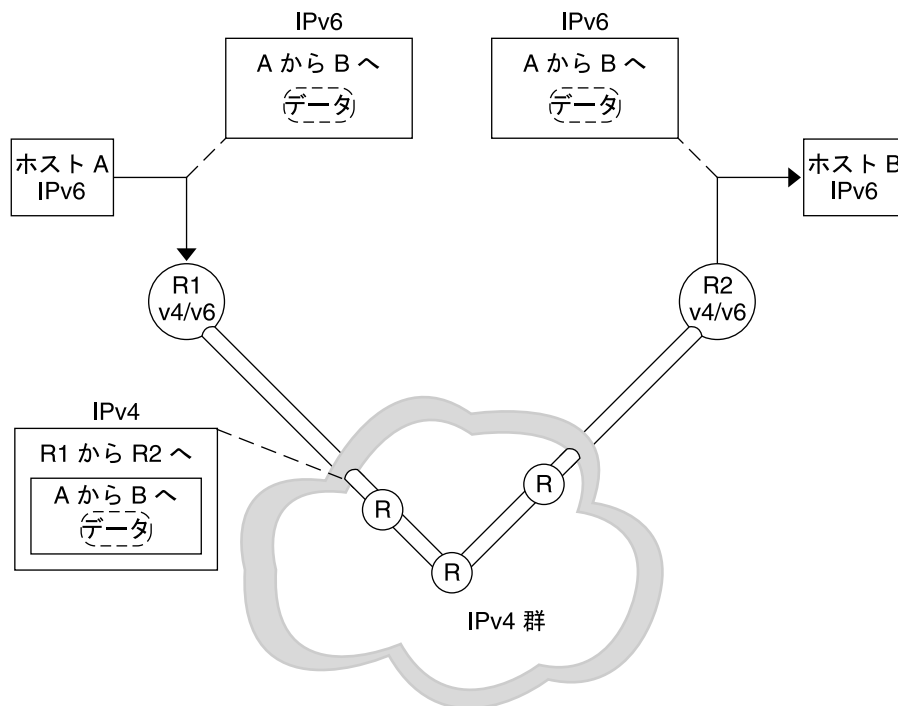 IPv6
A から B へ
データ
IPv6
A から B へ
データ
ホスト A
IPv6
ホスト B
IPv6
R1
v4/v6
R2
v4/v6
IPv4
R1 から R2 へ
A から B へ
データ
R
R
R
IPv4 群